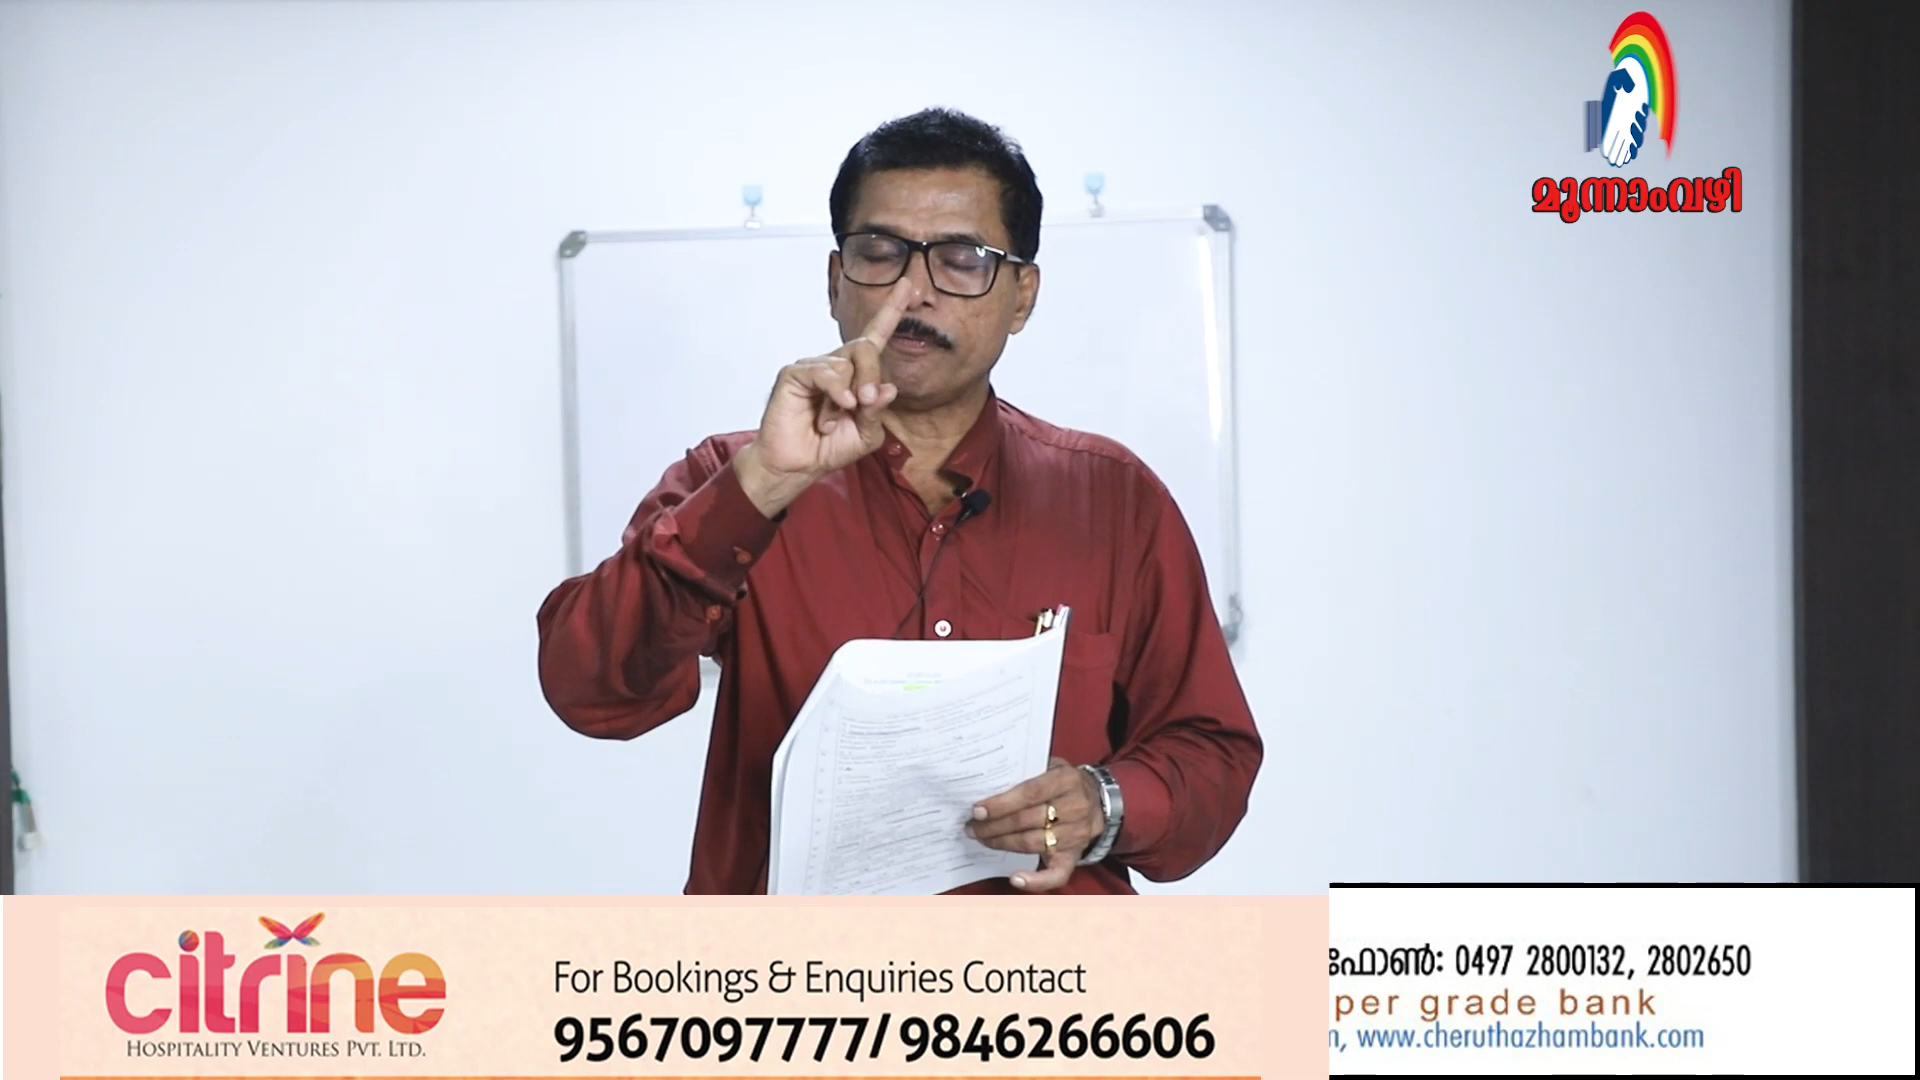 മൂന്നാംവഴി
citrine
HOSPITALITY VENTURES PVT. LTD.
For Bookings & Enquiries Contact
9567097777/ 9846266606
ഫോൺ: 0497 2800132, 2802650
per grade bank
, www.cheruthazhambank.com